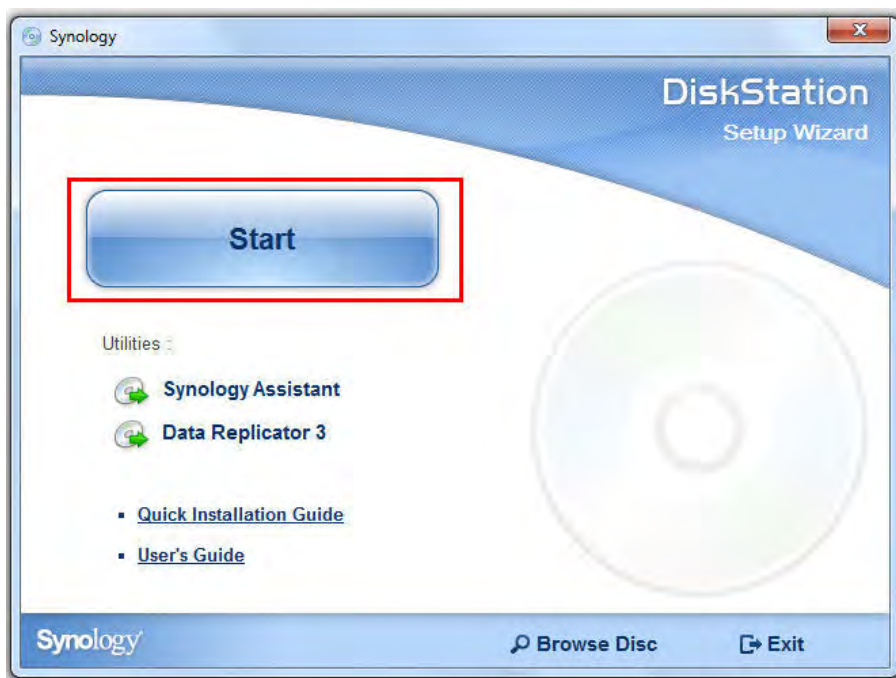 Synology
DiskStation
Setup Wizard
Start
Utilities :
Synology Assistant
Data Replicator 3
Quick Installation Guide
User's Guide
Synology
Browse Disc
Exit